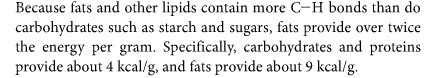 Because fats and other lipids contain more C−H bonds than do
carbohydrates such as starch and sugars, fats provide over twice
the energy per gram. Specifically, carbohydrates and proteins
provide about 4 kcal/g, and fats provide about 9 kcal/g.